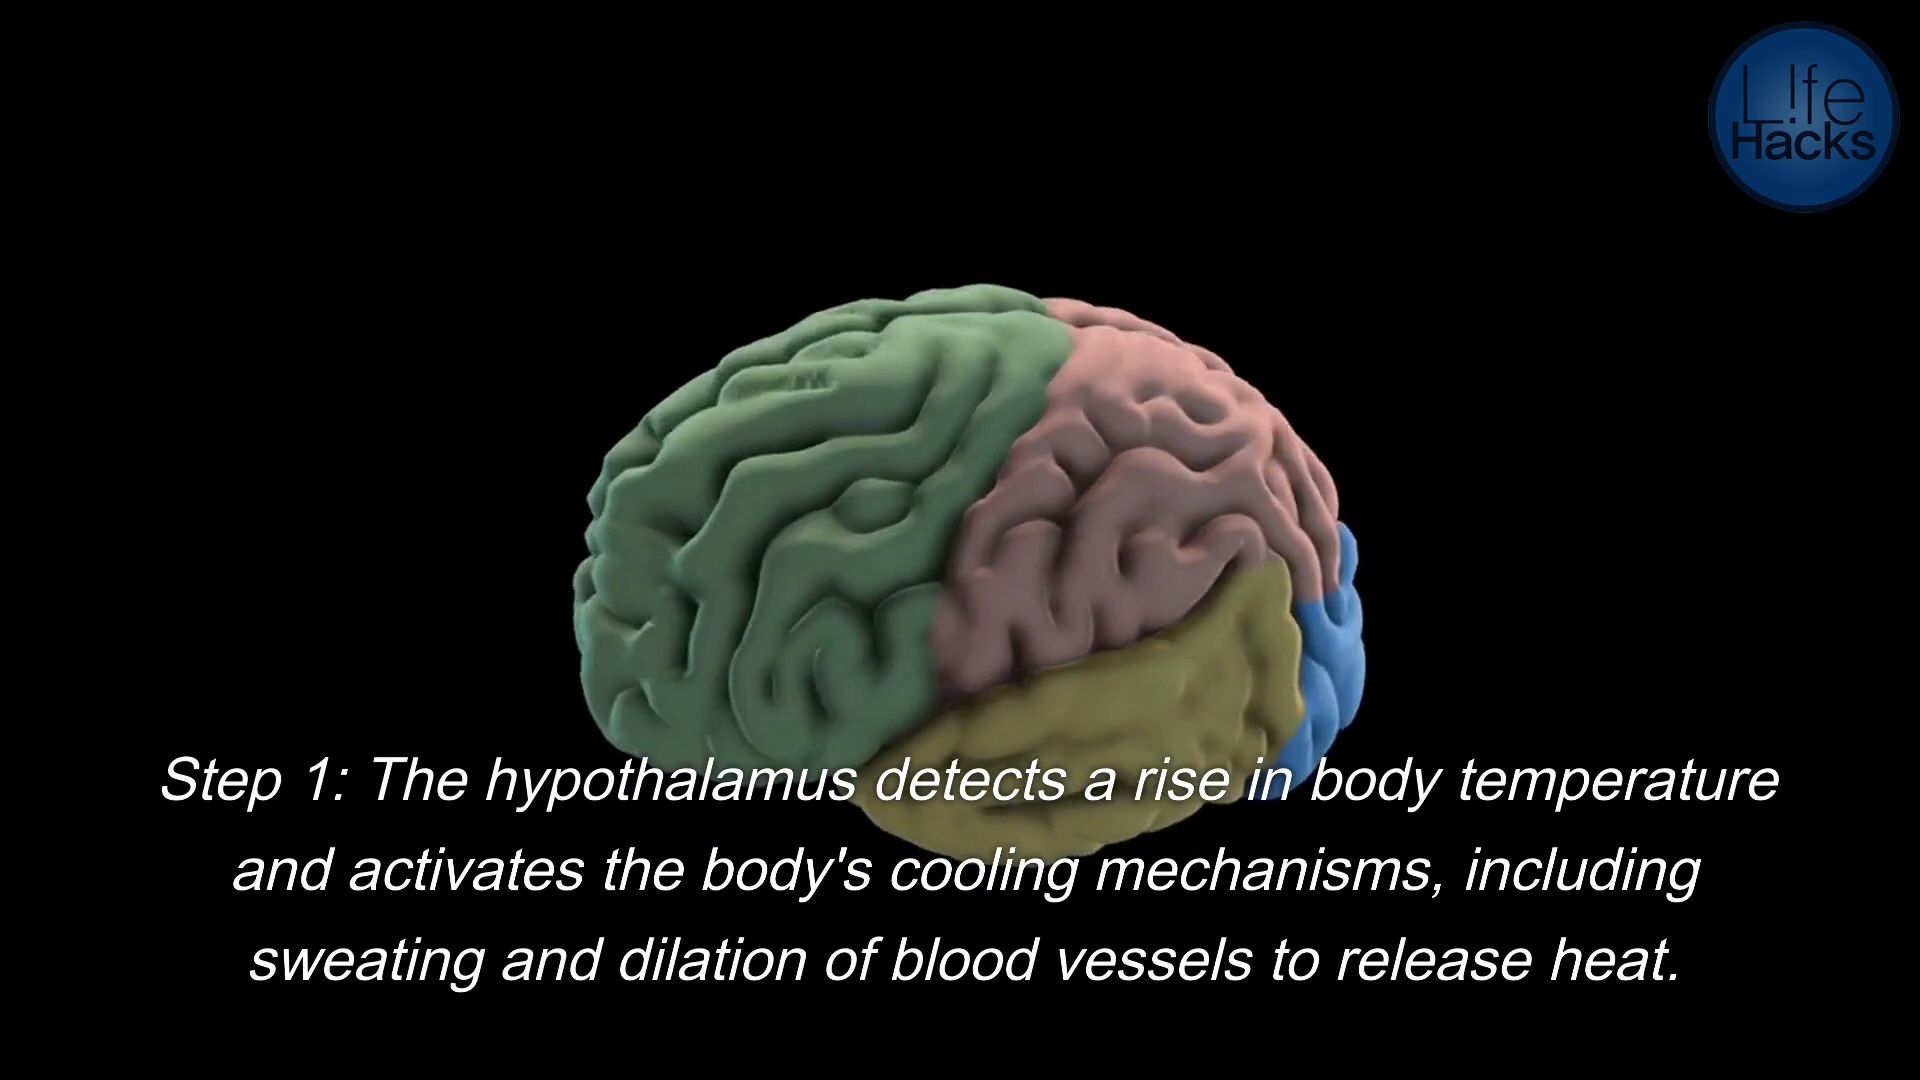 L!fe
Hacks
Step 1: The hypothalamus detects a rise in body temperature
and activates the body's cooling mechanisms, including
sweating and dilation of blood vessels to release heat.